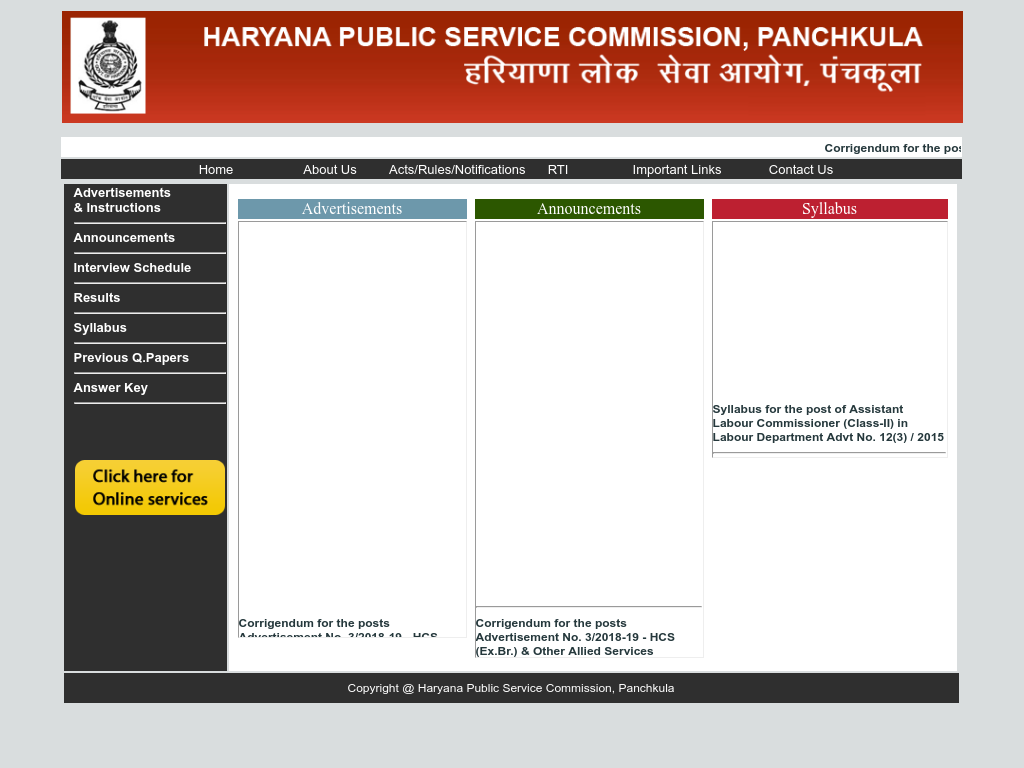 HARYANA PUBLIC SERVICE COMMISSION, PANCHKULA
हरियाणा लोक सेवा आयोग, पंचकूला
Corrigendum for the
Home About Us Acts/Rules/Notifications RTI Important Links Contact Us
Advertisements
& Instructions
Announcements
Interview Schedule
Results
Syllabus
Previous Q.Papers
Answer Key
Click here for
Online services
Advertisements
Corrigendum for the posts
Advertisement No. 3/2018-19 - HCS
Announcements
Corrigendum for the posts
Advertisement No. 3/2018-19 - HCS
(Ex.Br.) & Other Allied Services
Syllabus
Syllabus for the post of Assistant
Labour Commissioner (Class-II) in
Labour Department Advt No. 12(3) / 2015
Copyright @ Haryana Public Service Commission, Panchkula